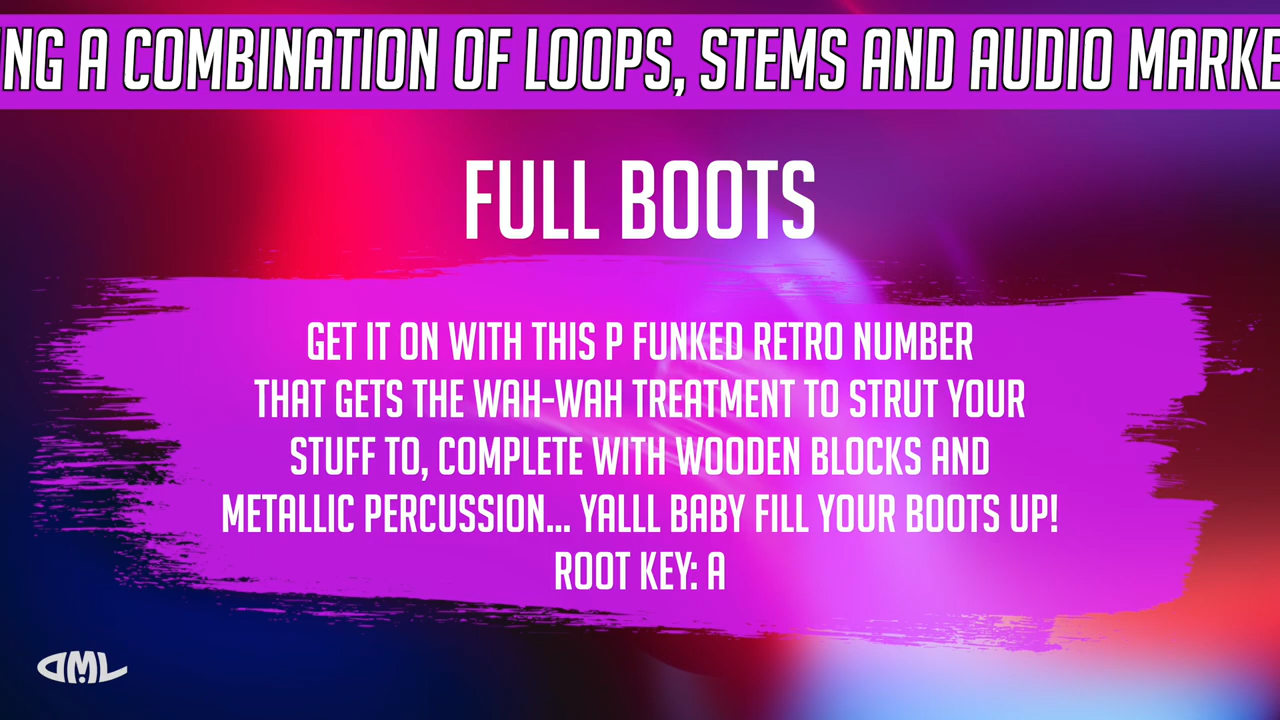 A COMBINATION OF LOOPS, STEMS AND AUDIO
FULL BOOTS
GET IT ON WITH THIS P FUNKED RETRO NUMBER
THAT GETS THE WAH-WAH TREATMENT TO STRUT YOUR
STUFF TO, COMPLETE WITH WOODEN BLOCKS AND
METALLIC PERCUSSION... YALLL BABY FILL YOUR BOOTS UP!
ROOT KEY: A
DML